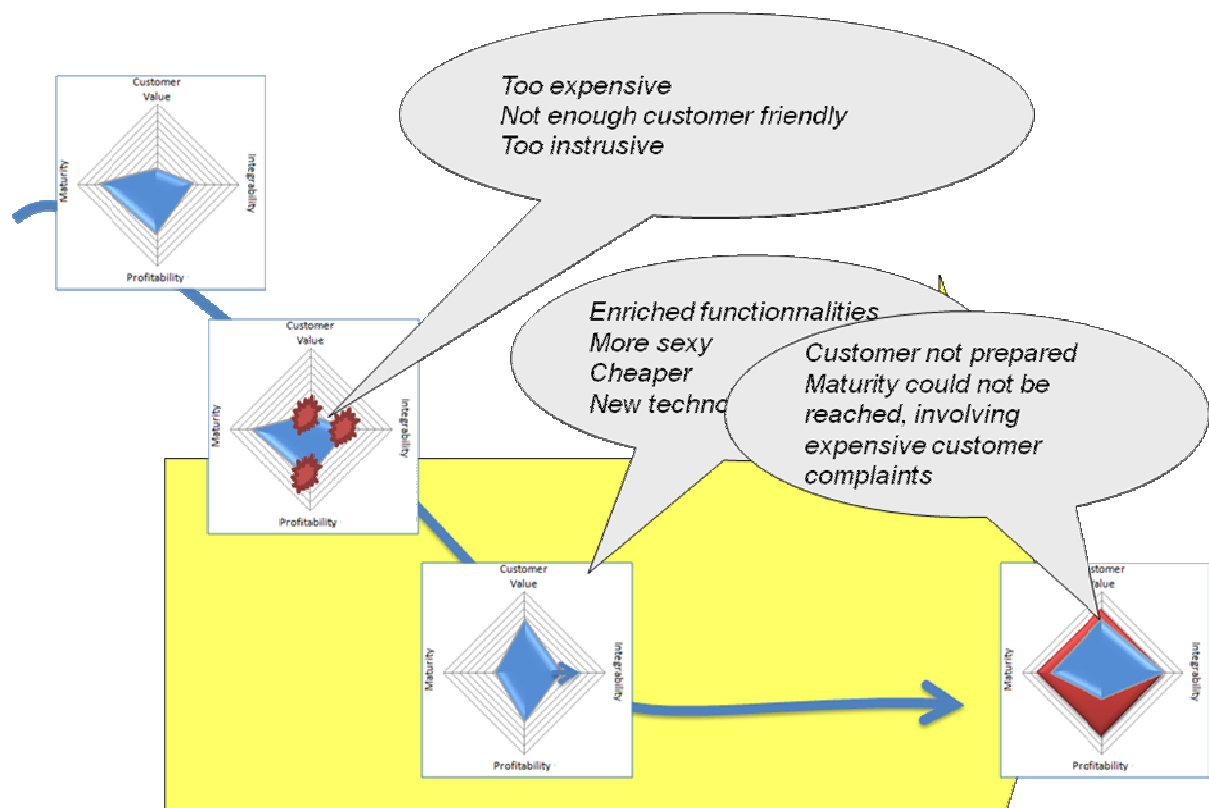 Customer
Value
Maturity
Integrability
Profitability
Too expensive
Not enough customer friendly
Too instrusive
Customer
Value
Maturity
Integrability
Profitability
Enriched functionnalities
More sexy
Cheaper
New techno
Customer not prepared
Maturity could not be
reached, involving
expensive customer
complaints
Customer
Value
Maturity
Integrability
Profitability
Maturity
Integrability
Profitability